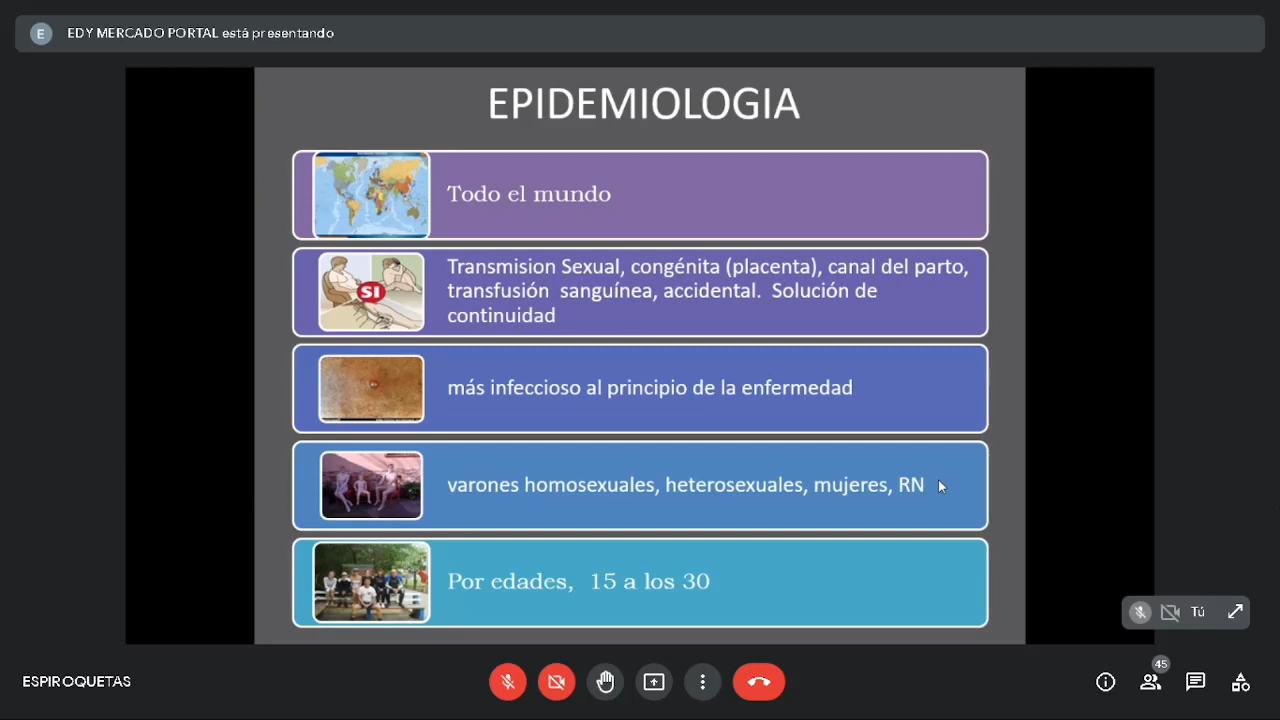 E
EDY MERCADO PORTAL está presentando
EPIDEMIOLOGIA
Todo el mundo
SI
Transmision Sexual, congénita (placenta), canal del parto,
transfusión sanguínea, accidental. Solución de
continuidad
más infeccioso al principio de la enfermedad
varones homosexuales, heterosexuales, mujeres, RN
Por edades, 15 a los 30
Tú
ESPIROQUETAS
45